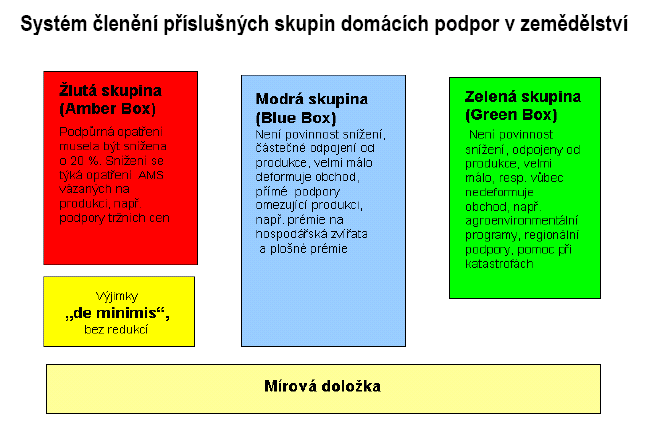 Systém členění příslušných skupin domácích podpor v zemědělství
Žlutá skupina
(Amber Box)
Podpůrná opatření
musela být snížena
o 20 %. Snížení se
týká opatření AMS
vázaných na
produkci, např.
podpory tržních cen
Výjimky
„de minimis“,
bez redukcí
Modrá skupina
(Blue Box)
Není povinnost snížení,
částečné odpojení od
produkce, velmi málo
deformuje obchod,
přímé podpory
omezující produkci,
např. prémie na
hospodářská zvířata
a plošné prémie
Zelená skupina
(Green Box)
Není povinnost
snížení, odpojeny od
produkce, velmi
málo, resp. vůbec
nedeformuje
obchod, např.
agroenvironmentální
programy, regionální
podpory, pomoc při
katastrofách
Mírová doložka